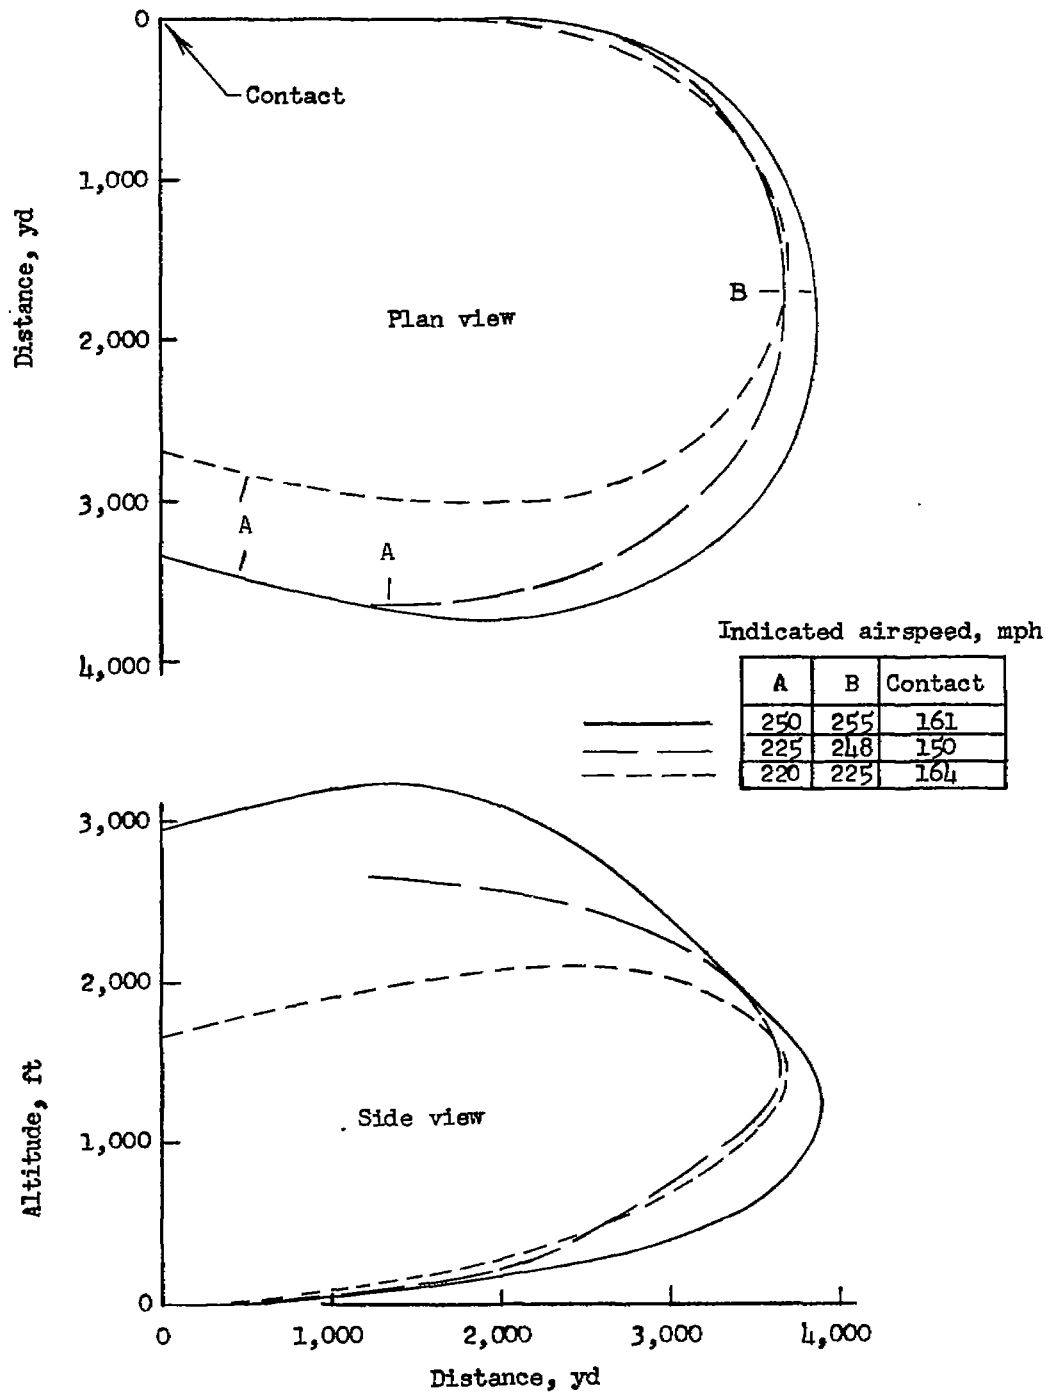 0
Contact
1,000
Distance, yd
B
Plan view
2,000
3,000
A
A
4,000
Indicated airspeed, mph
A B Contact
250 255 161
225 248 150
220 225 164
3,000
2,000
Altitude, ft
Side view
1,000
0
0 1,000 2,000 3,000 4,000
Distance, yd